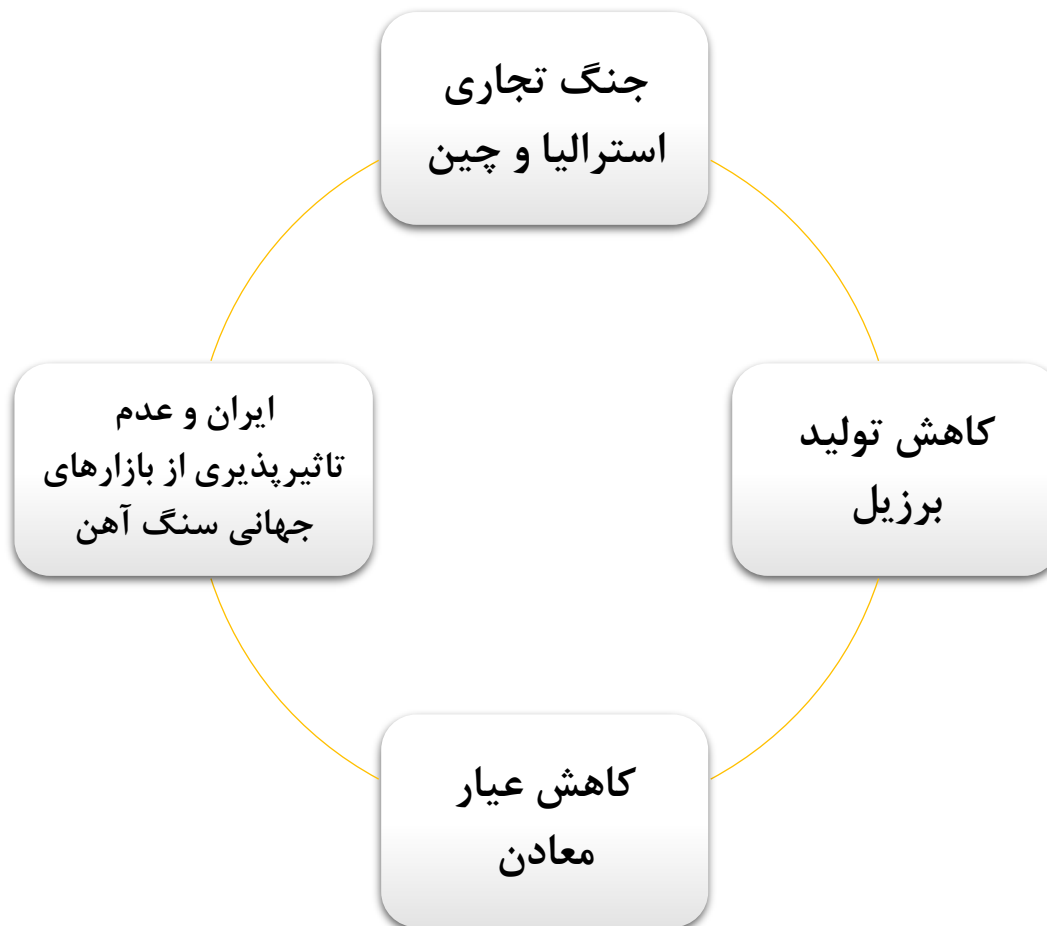 جنگ تجاری
استرالیا و چین
کاهش تولید
برزیل
کاهش عیار
معادن
ایران و عدم
تاثیرپذیری از بازارهای
جهانی سنگ آهن